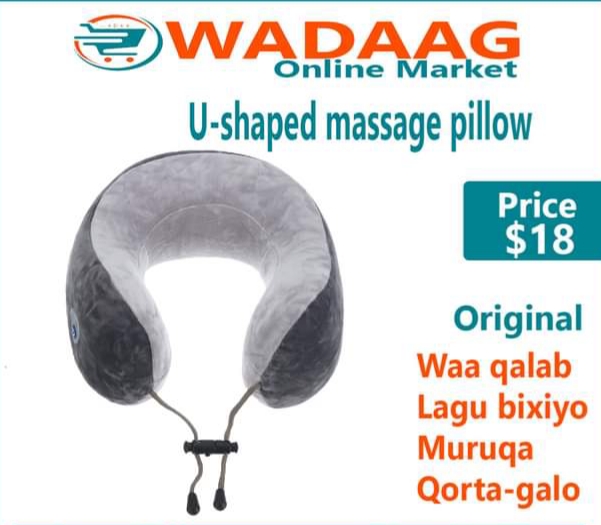 WADAAG
Online Market
U-shaped massage pillow
Price
$18
Original
Waa qalab
Lagu bixiyo
Muruqa
Qorta-galo